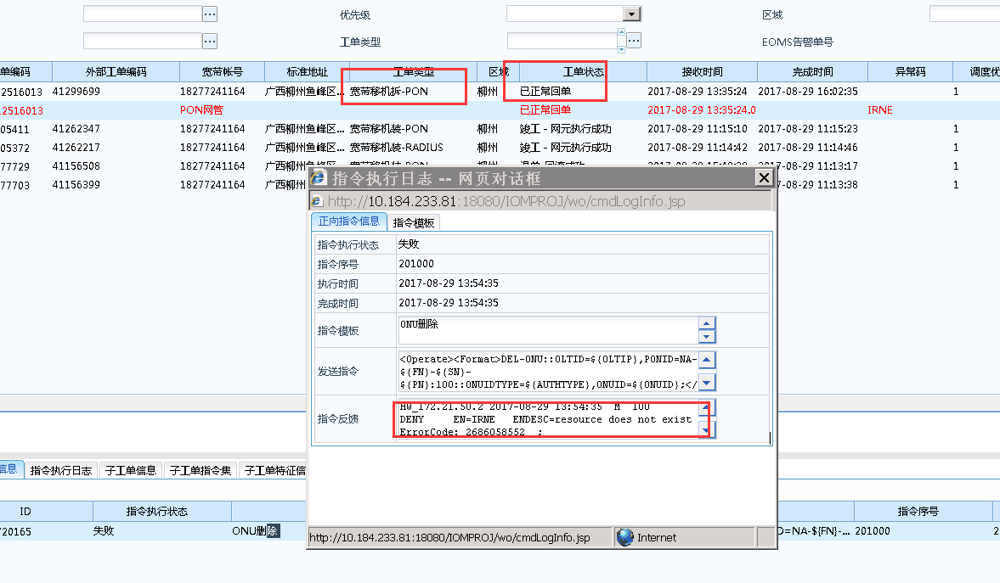 优先级 区域
工单类型 EOMS告警单号
单编码 外部工单编码 宽带帐号 标准地址 工单类型 区域 工单状态 接收时间 完成时间 异常码 调度优
2516013 41299699 18277241164 广西柳州鱼峰区... 宽带移机拆-PON 柳州 已正常回单 2017-08-29 13:35:24 2017-08-29 16:02:35 1
2516013 PON网管 已正常回单 2017-08-29 13:35:24.0 IRNE
05411 41262347 18277241164 广西柳州鱼峰区... 宽带移机装-PON 柳州 竣工 - 网元执行成功 2017-08-29 11:15:10 2017-08-29 11:15:23 1
05372 41262217 18277241164 广西柳州鱼峰区... 宽带移机装-RADIUS 柳州 竣工 - 网元执行成功 2017-08-29 11:14:42 2017-08-29 11:14:46 1
77729 41156508 18277241164 广西柳州鱼峰区... 宽带移机装-PON 柳州 2017-08-29 11:13:17 1
77703 41156399 18277241164 广西柳州 2017-08-29 11:13:38 1
指令执行日志 -- 网页对话框
http://10.184.233.81:18080/IOMPROJ/wo/cmdLogInfo.jsp
正向指令信息 指令模板
指令执行状态 失败
指令序号 201000
执行时间 2017-08-29 13:54:35
完成时间 2017-08-29 13:54:35
指令模板 ONU删除
发送指令 <Operate><Format>DEL-ONU::OLTID=${OLTIP},PONID=NA-
${FN}-${SN}-
${PN}:100::ONUIDTYPE=${AUTHTYPE},ONUID=${ONUID};</
HW_172.21.50.2 2017-08-29 13:54:35 M 100
指令反馈 DENY EN=IRNE ENDESC=resource does not exist
ErrorCode: 2686058552 ;
信息 指令执行日志 子工单信息 子工单指令集 子工单特征信
ID 指令执行状态 指令序号
720165 失败 ONU删除 D=NA-${FN}-... 201000 2
http://10.184.233.81:18080/IOMPROJ/wo/cmdLogInfo.jsp Internet